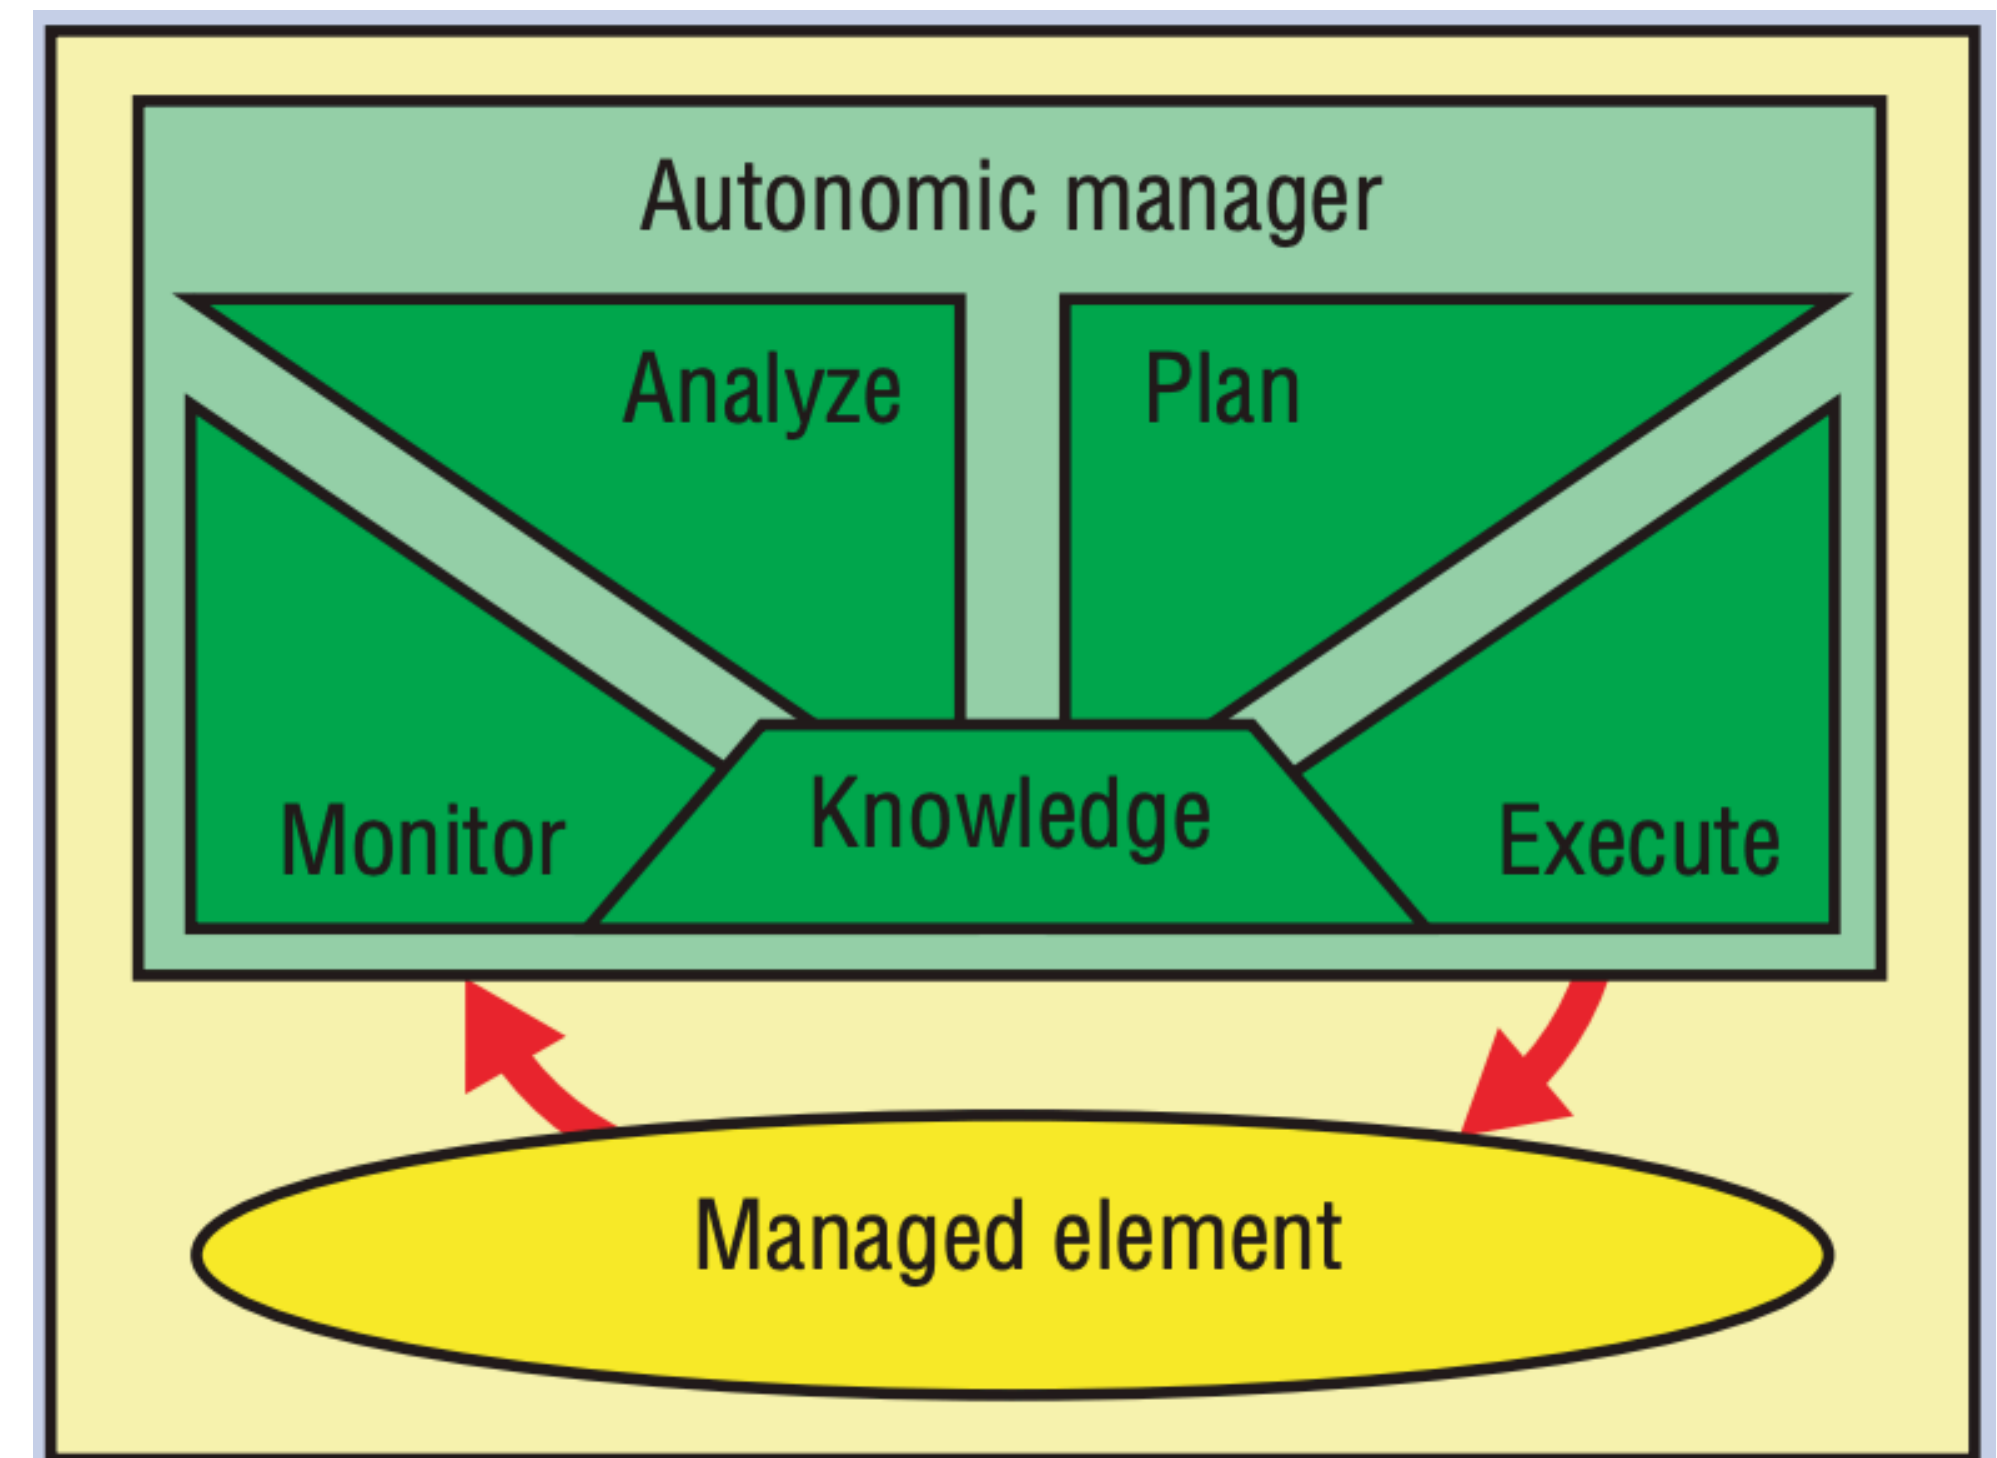 Autonomic manager
Analyze
Plan
Monitor
Knowledge
Execute
Managed element